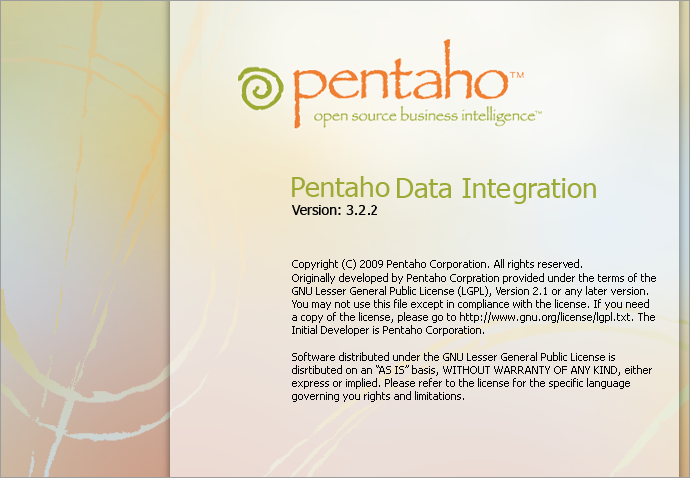 pentaho™
open source business intelligence™
Pentaho Data Integration
Version: 3.2.2
Copyright (C) 2009 Pentaho Corporation. All rights reserved.
Originally developed by Pentaho Corpration provided under the terms of the
GNU Lesser General Public License (LGPL), Version 2.1 or any later version.
You may not use this file except in compliance with the license. If you need
a copy of the license, please go to http://www.gnu.org/license/lgpl.txt. The
Initial Developer is Pentaho Corporation.
Software distributed under the GNU Lesser General Public License is
disrtibuted on an "AS IS" basis, WITHOUT WARRANTY OF ANY KIND, either
express or implied. Please refer to the license for the specific language
governing you rights and limitations.